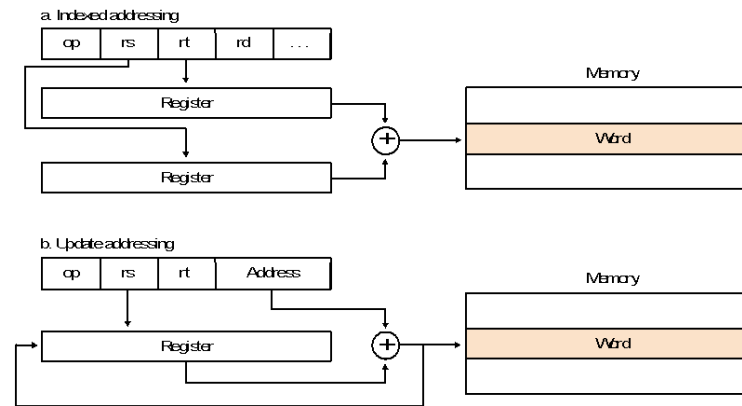 a. Indexed addressing
op rs rt rd ...
Memory
Register
Word
+
Register
b. Update addressing
op rs rt Address
Memory
Register
+
Word